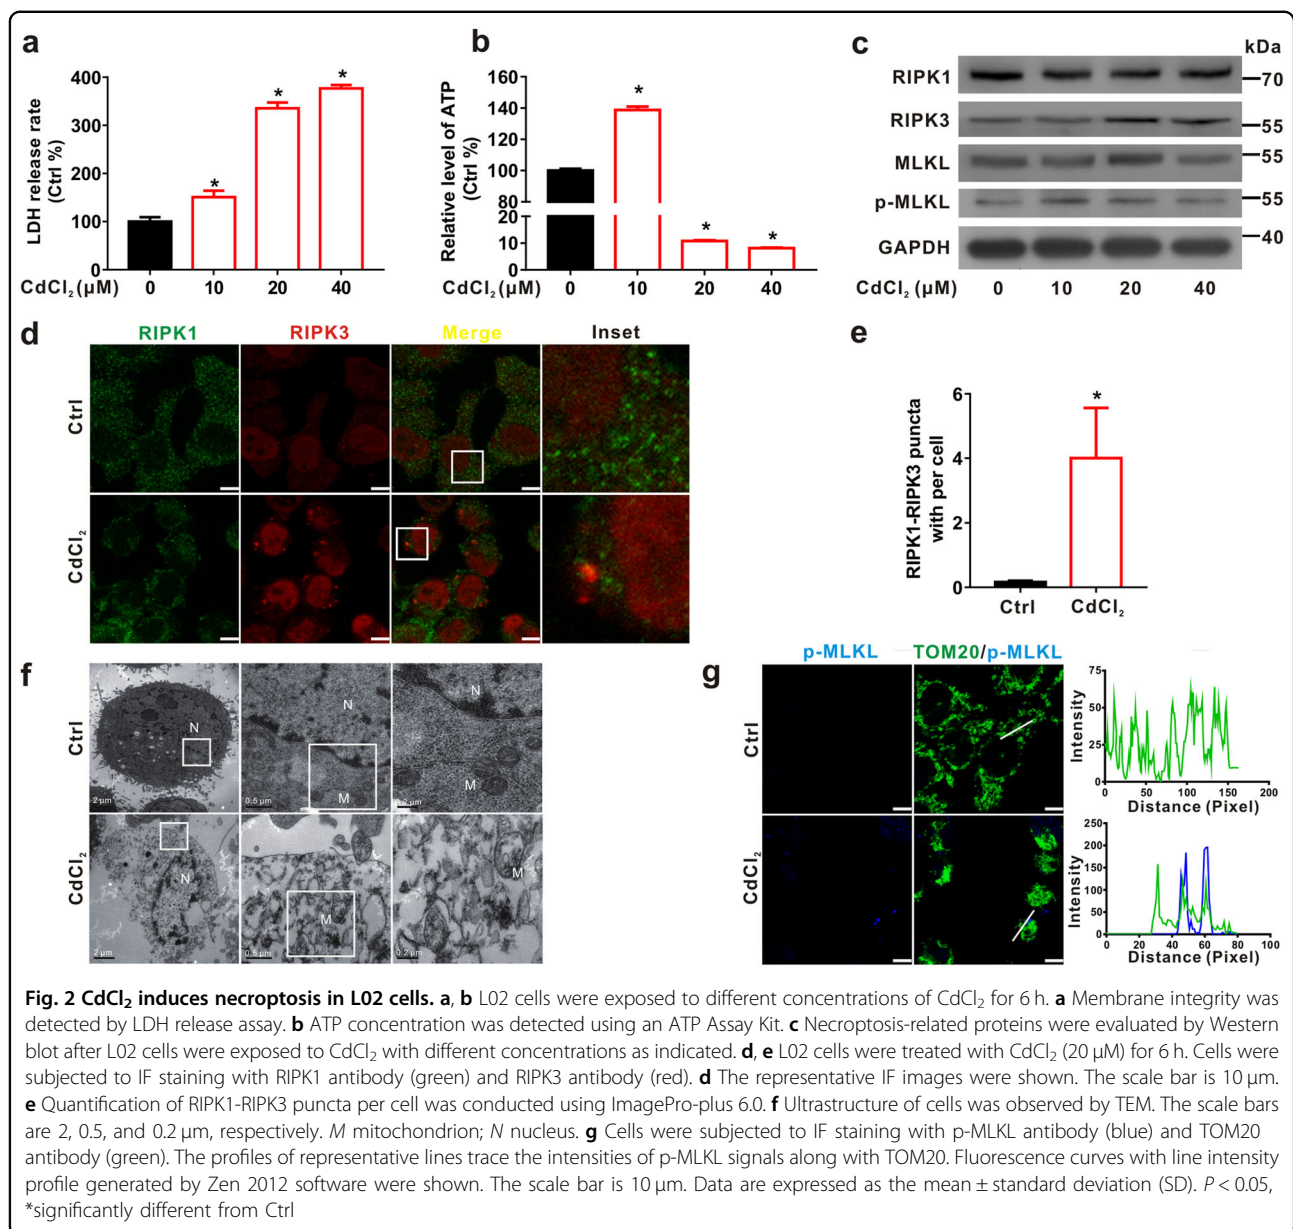 a
LDH release rate
(Ctrl %)
400
300
200
100
0
*
*
*
CdCl₂ (μM)
0 10 20 40
b
Relative level of ATP
(Ctrl %)
160
140
120
100
80
20
10
0
*
*
*
CdCl₂ (μM)
0 10 20 40
c
kDa
RIPK1 70
RIPK3 55
MLKL 55
p-MLKL 55
GAPDH 40
CdCl₂ (μM) 0 10 20 40
d
RIPK1 RIPK3 Merge Inset
Ctrl
CdCl₂
e
RIPK1-RIPK3 puncta
with per cell
6
4
2
0
*
Ctrl CdCl₂
f
Ctrl
N N N
M M
2 μm 0.5 μm 0.2 μm
CdCl₂
N M M
2 μm 0.5 μm 0.2 μm
g
p-MLKL TOM20/p-MLKL
Ctrl
Intensity
75
50
25
0
0 50 100 150 200
Distance (Pixel)
CdCl₂
Intensity
250
200
150
100
50
0
0 20 40 60 80 100
Distance (Pixel)
Fig. 2 CdCl₂ induces necroptosis in L02 cells. a, b L02 cells were exposed to different concentrations of CdCl₂ for 6 h. a Membrane integrity was
detected by LDH release assay. b ATP concentration was detected using an ATP Assay Kit. c Necroptosis-related proteins were evaluated by Western
blot after L02 cells were exposed to CdCl₂ with different concentrations as indicated. d, e L02 cells were treated with CdCl₂ (20 μM) for 6 h. Cells were
subjected to IF staining with RIPK1 antibody (green) and RIPK3 antibody (red). d The representative IF images were shown. The scale bar is 10 μm.
e Quantification of RIPK1-RIPK3 puncta per cell was conducted using ImagePro-plus 6.0. f Ultrastructure of cells was observed by TEM. The scale bars
are 2, 0.5, and 0.2 μm, respectively. M mitochondrion; N nucleus. g Cells were subjected to IF staining with p-MLKL antibody (blue) and TOM20
antibody (green). The profiles of representative lines trace the intensities of p-MLKL signals along with TOM20. Fluorescence curves with line intensity
profile generated by Zen 2012 software were shown. The scale bar is 10 μm. Data are expressed as the mean ± standard deviation (SD). P < 0.05,
*significantly different from Ctrl